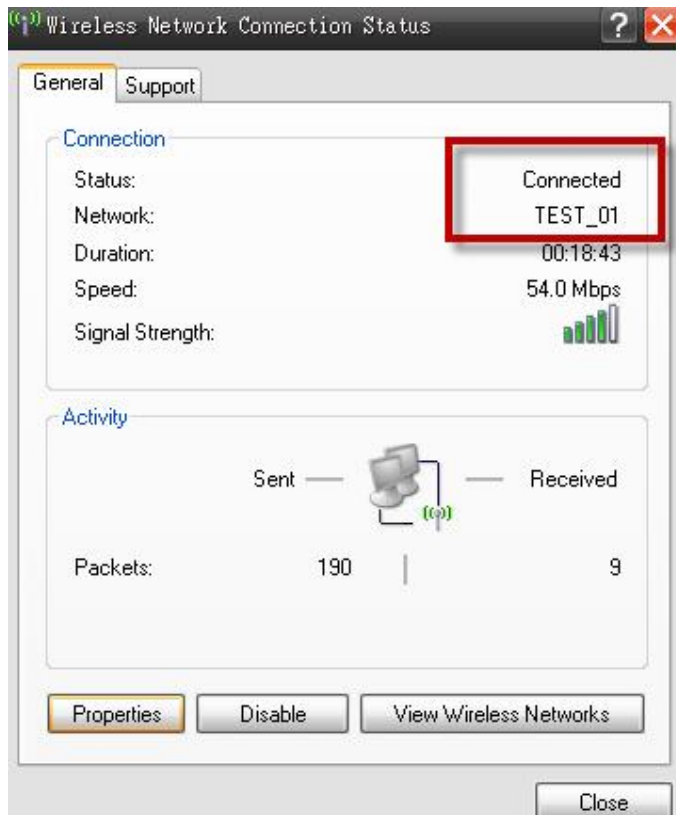 Wireless Network Connection Status
General Support
Connection
Status: Connected
Network: TEST_01
Duration: 00:18:43
Speed: 54.0 Mbps
Signal Strength:
Activity
Sent Received
Packets: 190 9
Properties Disable View Wireless Networks
Close